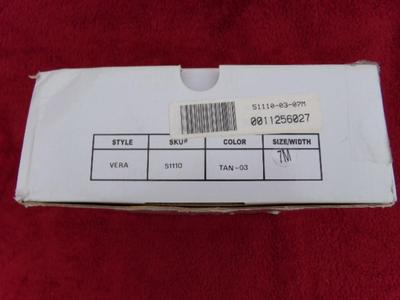 51110-03-07M
0011256027
STYLE SKU# COLOR SIZE/WIDTH
VERA 51110 TAN-03 7M